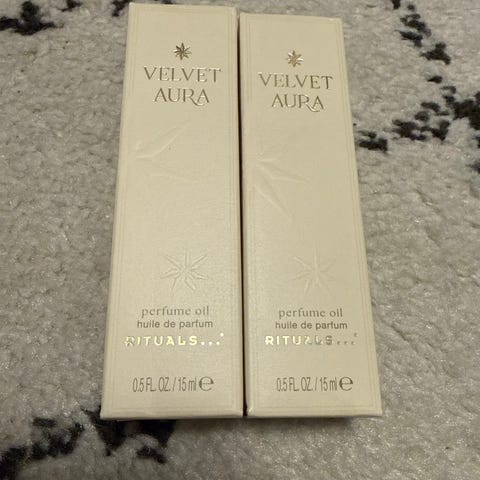 VELVET
AURA
perfume oil
huile de parfum
RITUALS...
0.5 FL. OZ. / 15 ml ℮
VELVET
AURA
perfume oil
huile de parfum
RITUALS...
0.5 FL. OZ. / 15 ml ℮